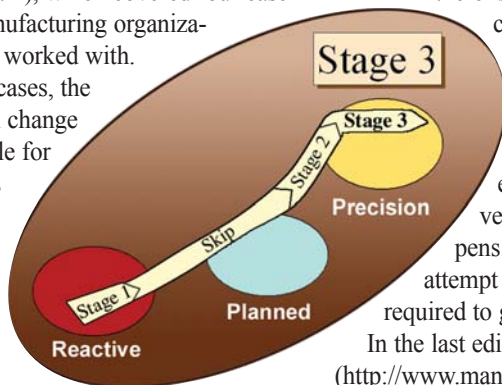 nufacturing organiza-
worked with.
cases, the
change
le for
Stage 3
Stage 1
Skip
Stage 2
Stage 3
Reactive
Planned
Precision
c
e
ve
pens
attempt
required to g
In the last edi
(http://www.man